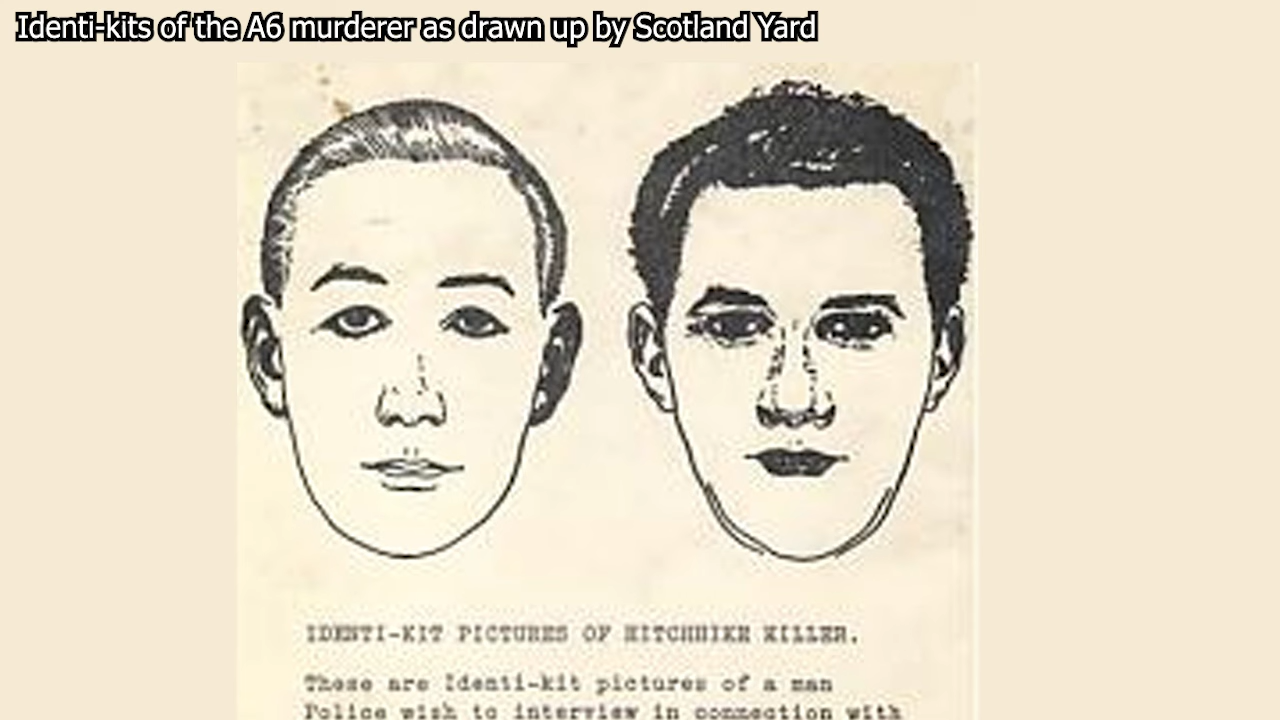 Identi-kits of the A6 murderer as drawn up by Scotland Yard
IDENTI-KIT PICTURES OF HITCHHIKE KILLER.
These are Identi-kit pictures of a man
Police wish to interview in connection with